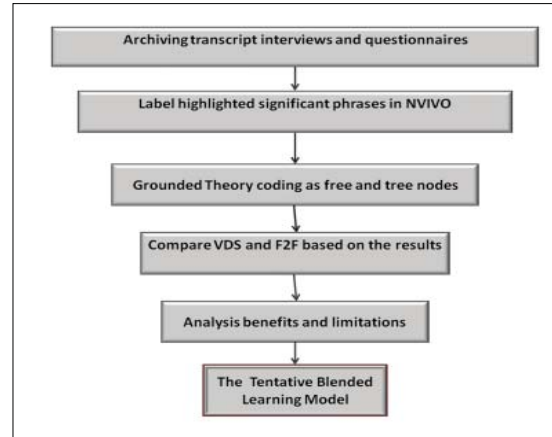 Archiving transcript interviews and questionnaires
Label highlighted significant phrases in NVIVO
Grounded Theory coding as free and tree nodes
Compare VDS and F2F based on the results
Analysis benefits and limitations
The Tentative Blended
Learning Model